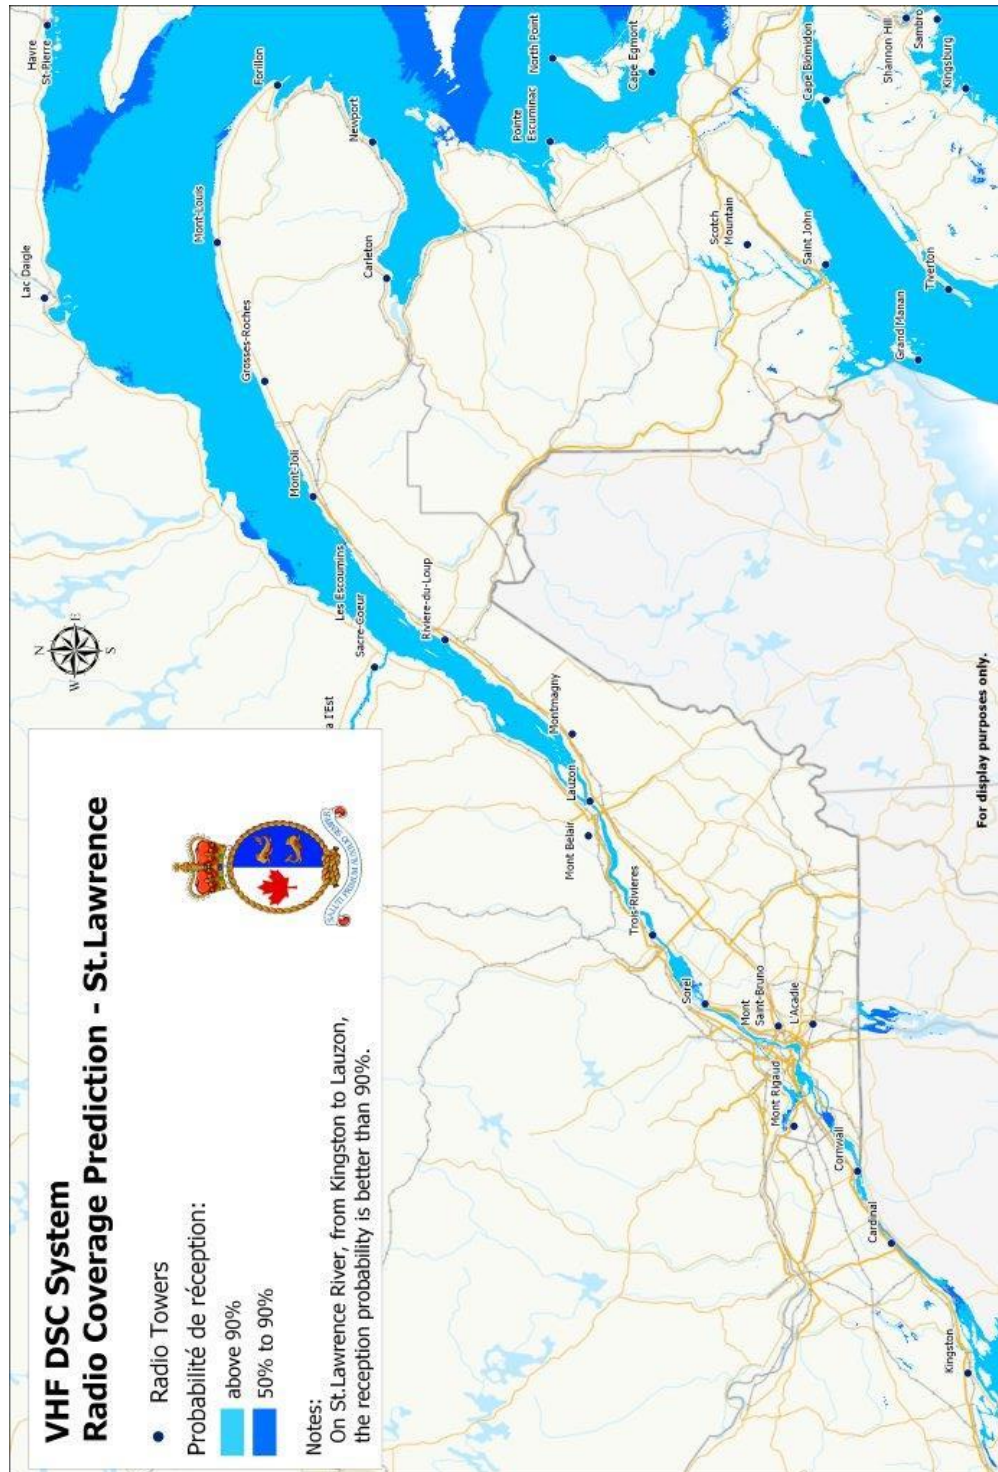 VHF DSC System
Radio Coverage Prediction - St.Lawrence
Radio Towers
Probabilité de réception:
above 90%
50% to 90%
Notes:
On St.Lawrence River, from Kingston to Lauzon,
the reception probability is better than 90%.
SALUTI PRIMUM AUXILIO
N
W
E
S
a l'Est
Kingston
Cardinal
Cornwall
Mont Rigaud
L'Acadie
Mont
Saint-Bruno
Sorel
Trois-Rivieres
Mont Belair
Lauzon
Montmagny
Riviere-du-Loup
Sacre-Coeur
Les Escoumins
Mont-Joli
Grosses-Roches
Lac Daigle
Mont-Louis
Carleton
Newport
Forillon
Havre
St-Pierre
Pointe
Escuminac
North Point
Cape Egmont
Scotch
Mountain
Saint John
Grand Manan
Tiverton
Cape Blomidon
Shannon Hill
Sambro
Kingsburg
For display purposes only.